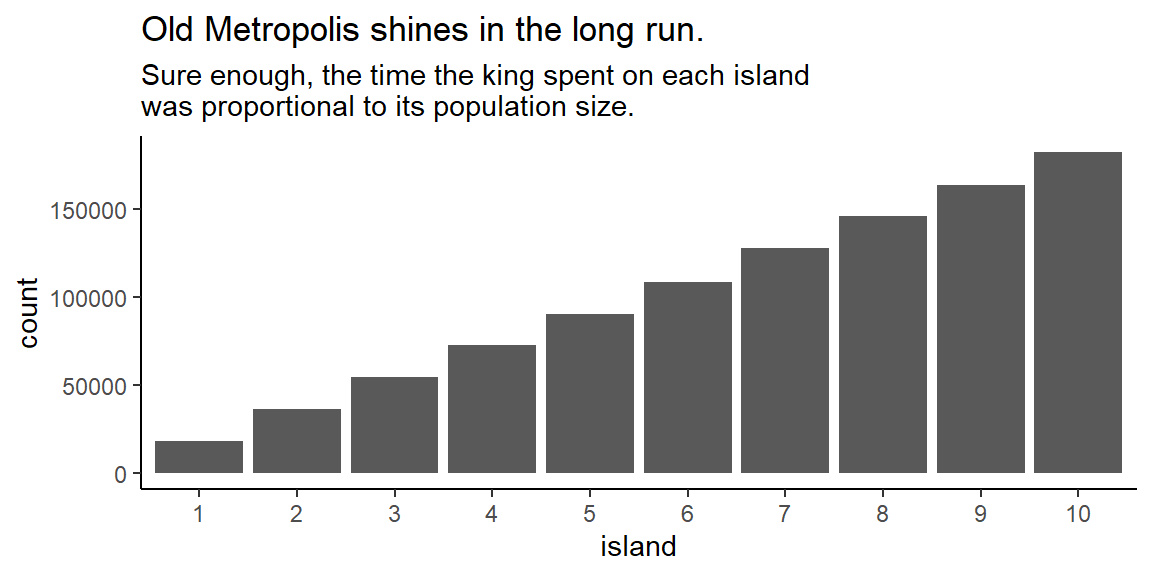 Old Metropolis shines in the long run.
Sure enough, the time the king spent on each island
was proportional to its population size.
150000
100000
50000
0
count
1 2 3 4 5 6 7 8 9 10
island